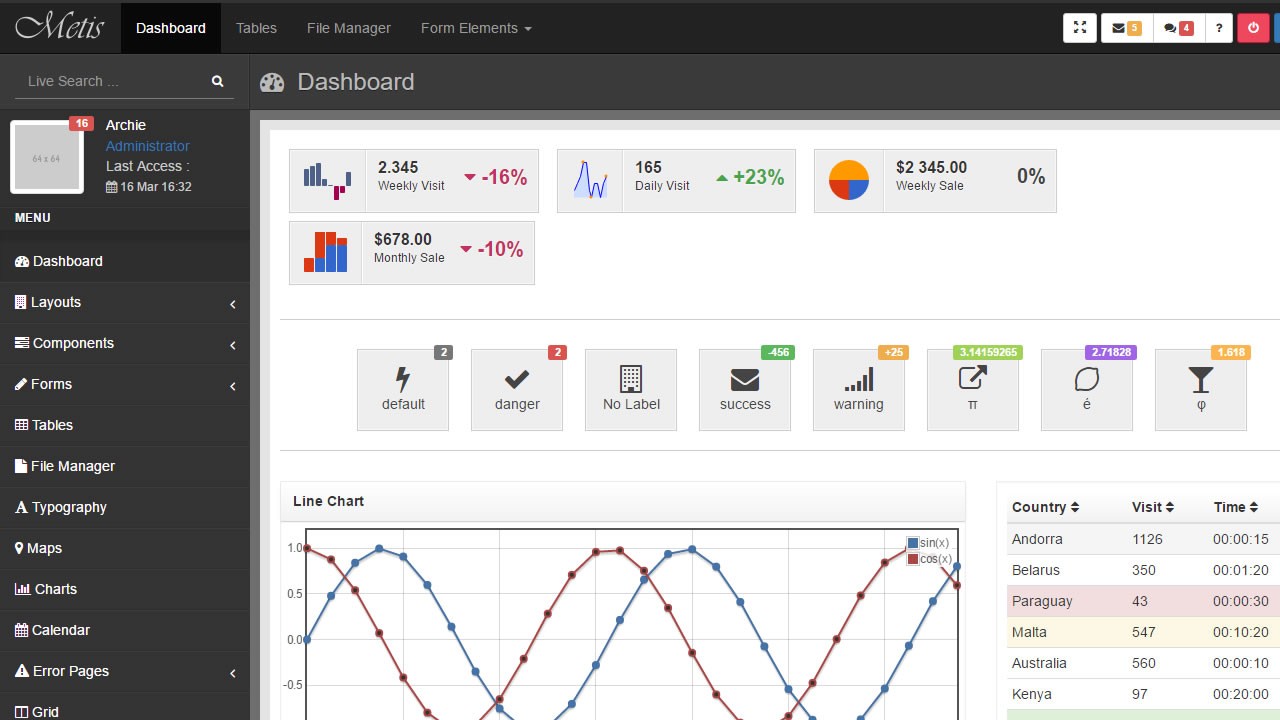 Metis Dashboard Tables File Manager Form Elements 5 4 ?
Live Search ...
Dashboard
16
64 x 64
Archie
Administrator
Last Access :
16 Mar 16:32
MENU
Dashboard
Layouts
Components
Forms
Tables
File Manager
Typography
Maps
Charts
Calendar
Error Pages
Grid
2.345
Weekly Visit
-16%
165
Daily Visit
+23%
$2 345.00
Weekly Sale
0%
$678.00
Monthly Sale
-10%
2
default
2
danger
No Label
-456
success
+25
warning
3.14159265
π
2.71828
ė
1.618
φ
Line Chart
1.0
0.5
0.0
-0.5
sin(x)
cos(x)
Country Visit Time
Andorra 1126 00:00:15
Belarus 350 00:01:20
Paraguay 43 00:00:30
Malta 547 00:10:20
Australia 560 00:00:10
Kenya 97 00:20:00